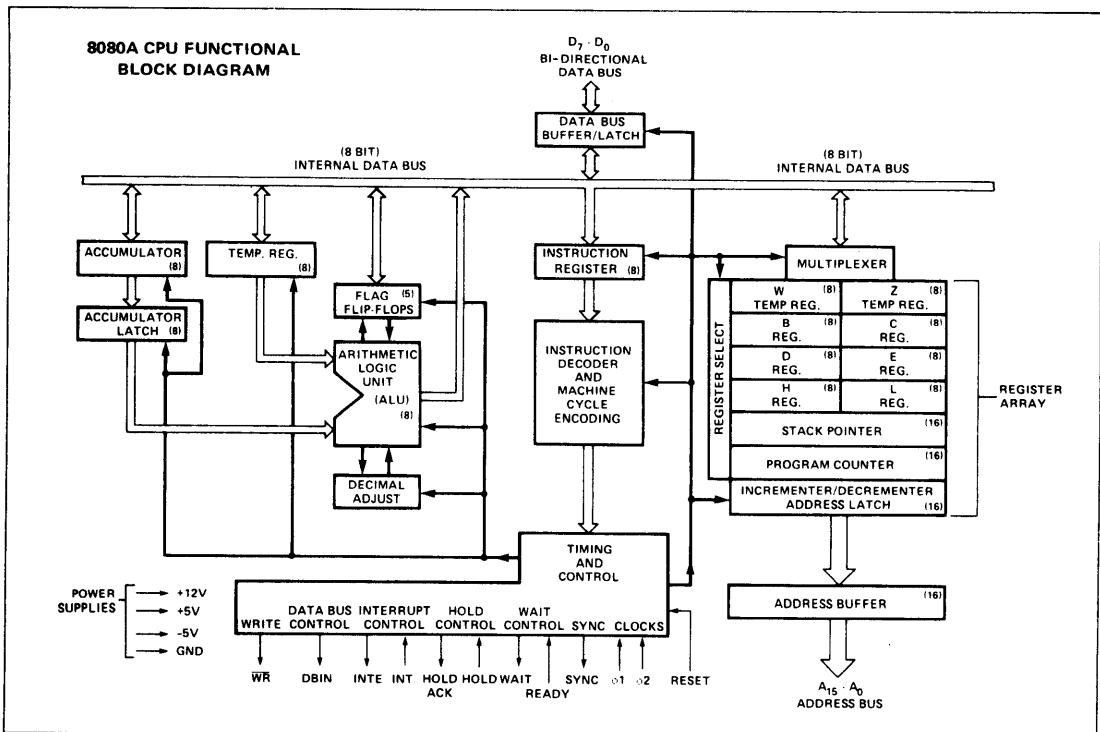 8080A CPU FUNCTIONAL
BLOCK DIAGRAM
D7 - D0
BI-DIRECTIONAL
DATA BUS
DATA BUS
BUFFER/LATCH
(8 BIT)
INTERNAL DATA BUS
(8 BIT)
INTERNAL DATA BUS
ACCUMULATOR
(8)
TEMP. REG.
(8)
INSTRUCTION
REGISTER (8)
MULTIPLEXER
ACCUMULATOR
LATCH (8)
FLAG (5)
FLIP-FLOPS
ARITHMETIC
LOGIC
UNIT
(ALU)
(8)
DECIMAL
ADJUST
INSTRUCTION
DECODER
AND
MACHINE
CYCLE
ENCODING
REGISTER SELECT
W (8)
TEMP REG.
Z (8)
TEMP REG.
B (8)
REG.
C (8)
REG.
D (8)
REG.
E (8)
REG.
H (8)
REG.
L (8)
REG.
STACK POINTER (16)
PROGRAM COUNTER (16)
INCREMENTER/DECREMENTER
ADDRESS LATCH (16)
REGISTER
ARRAY
TIMING
AND
CONTROL
POWER
SUPPLIES
+12V
+5V
-5V
GND
WRITE
DATA BUS
CONTROL
INTERRUPT
CONTROL
HOLD
CONTROL
WAIT
CONTROL
SYNC
CLOCKS
W̅R̅
DBIN
INTE
INT
HOLD
ACK
HOLD
WAIT
READY
SYNC
φ1
φ2
RESET
ADDRESS BUFFER (16)
A15 - A0
ADDRESS BUS